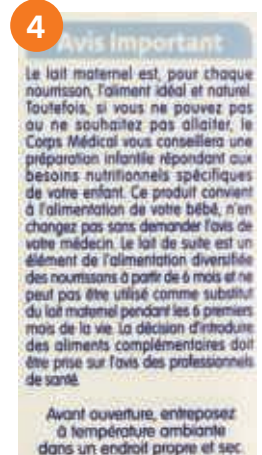 4
Avis Important
Le lait maternel est, pour chaque
nourrisson, l'aliment idéal et naturel.
Toutefois, si vous ne pouvez pas
ou ne souhaitez pas allaiter, le
Corps Médical vous conseillera une
préparation infantile répondant aux
besoins nutritionnels spécifiques
de votre enfant. Ce produit convient
à l'alimentation de votre bébé, n'en
changez pas sans demander l'avis de
votre médecin. Le lait de suite est un
élément de l'alimentation diversifiée
des nourrissons à partir de 6 mois et ne
peut pas être utilisé comme substitut
du lait maternel pendant les 6 premiers
mois de la vie. La décision d'introduire
des aliments complémentaires doit
être prise sur l'avis des professionnels
de santé.
Avant ouverture, entreposez
à température ambiante
dans un endroit propre et sec.